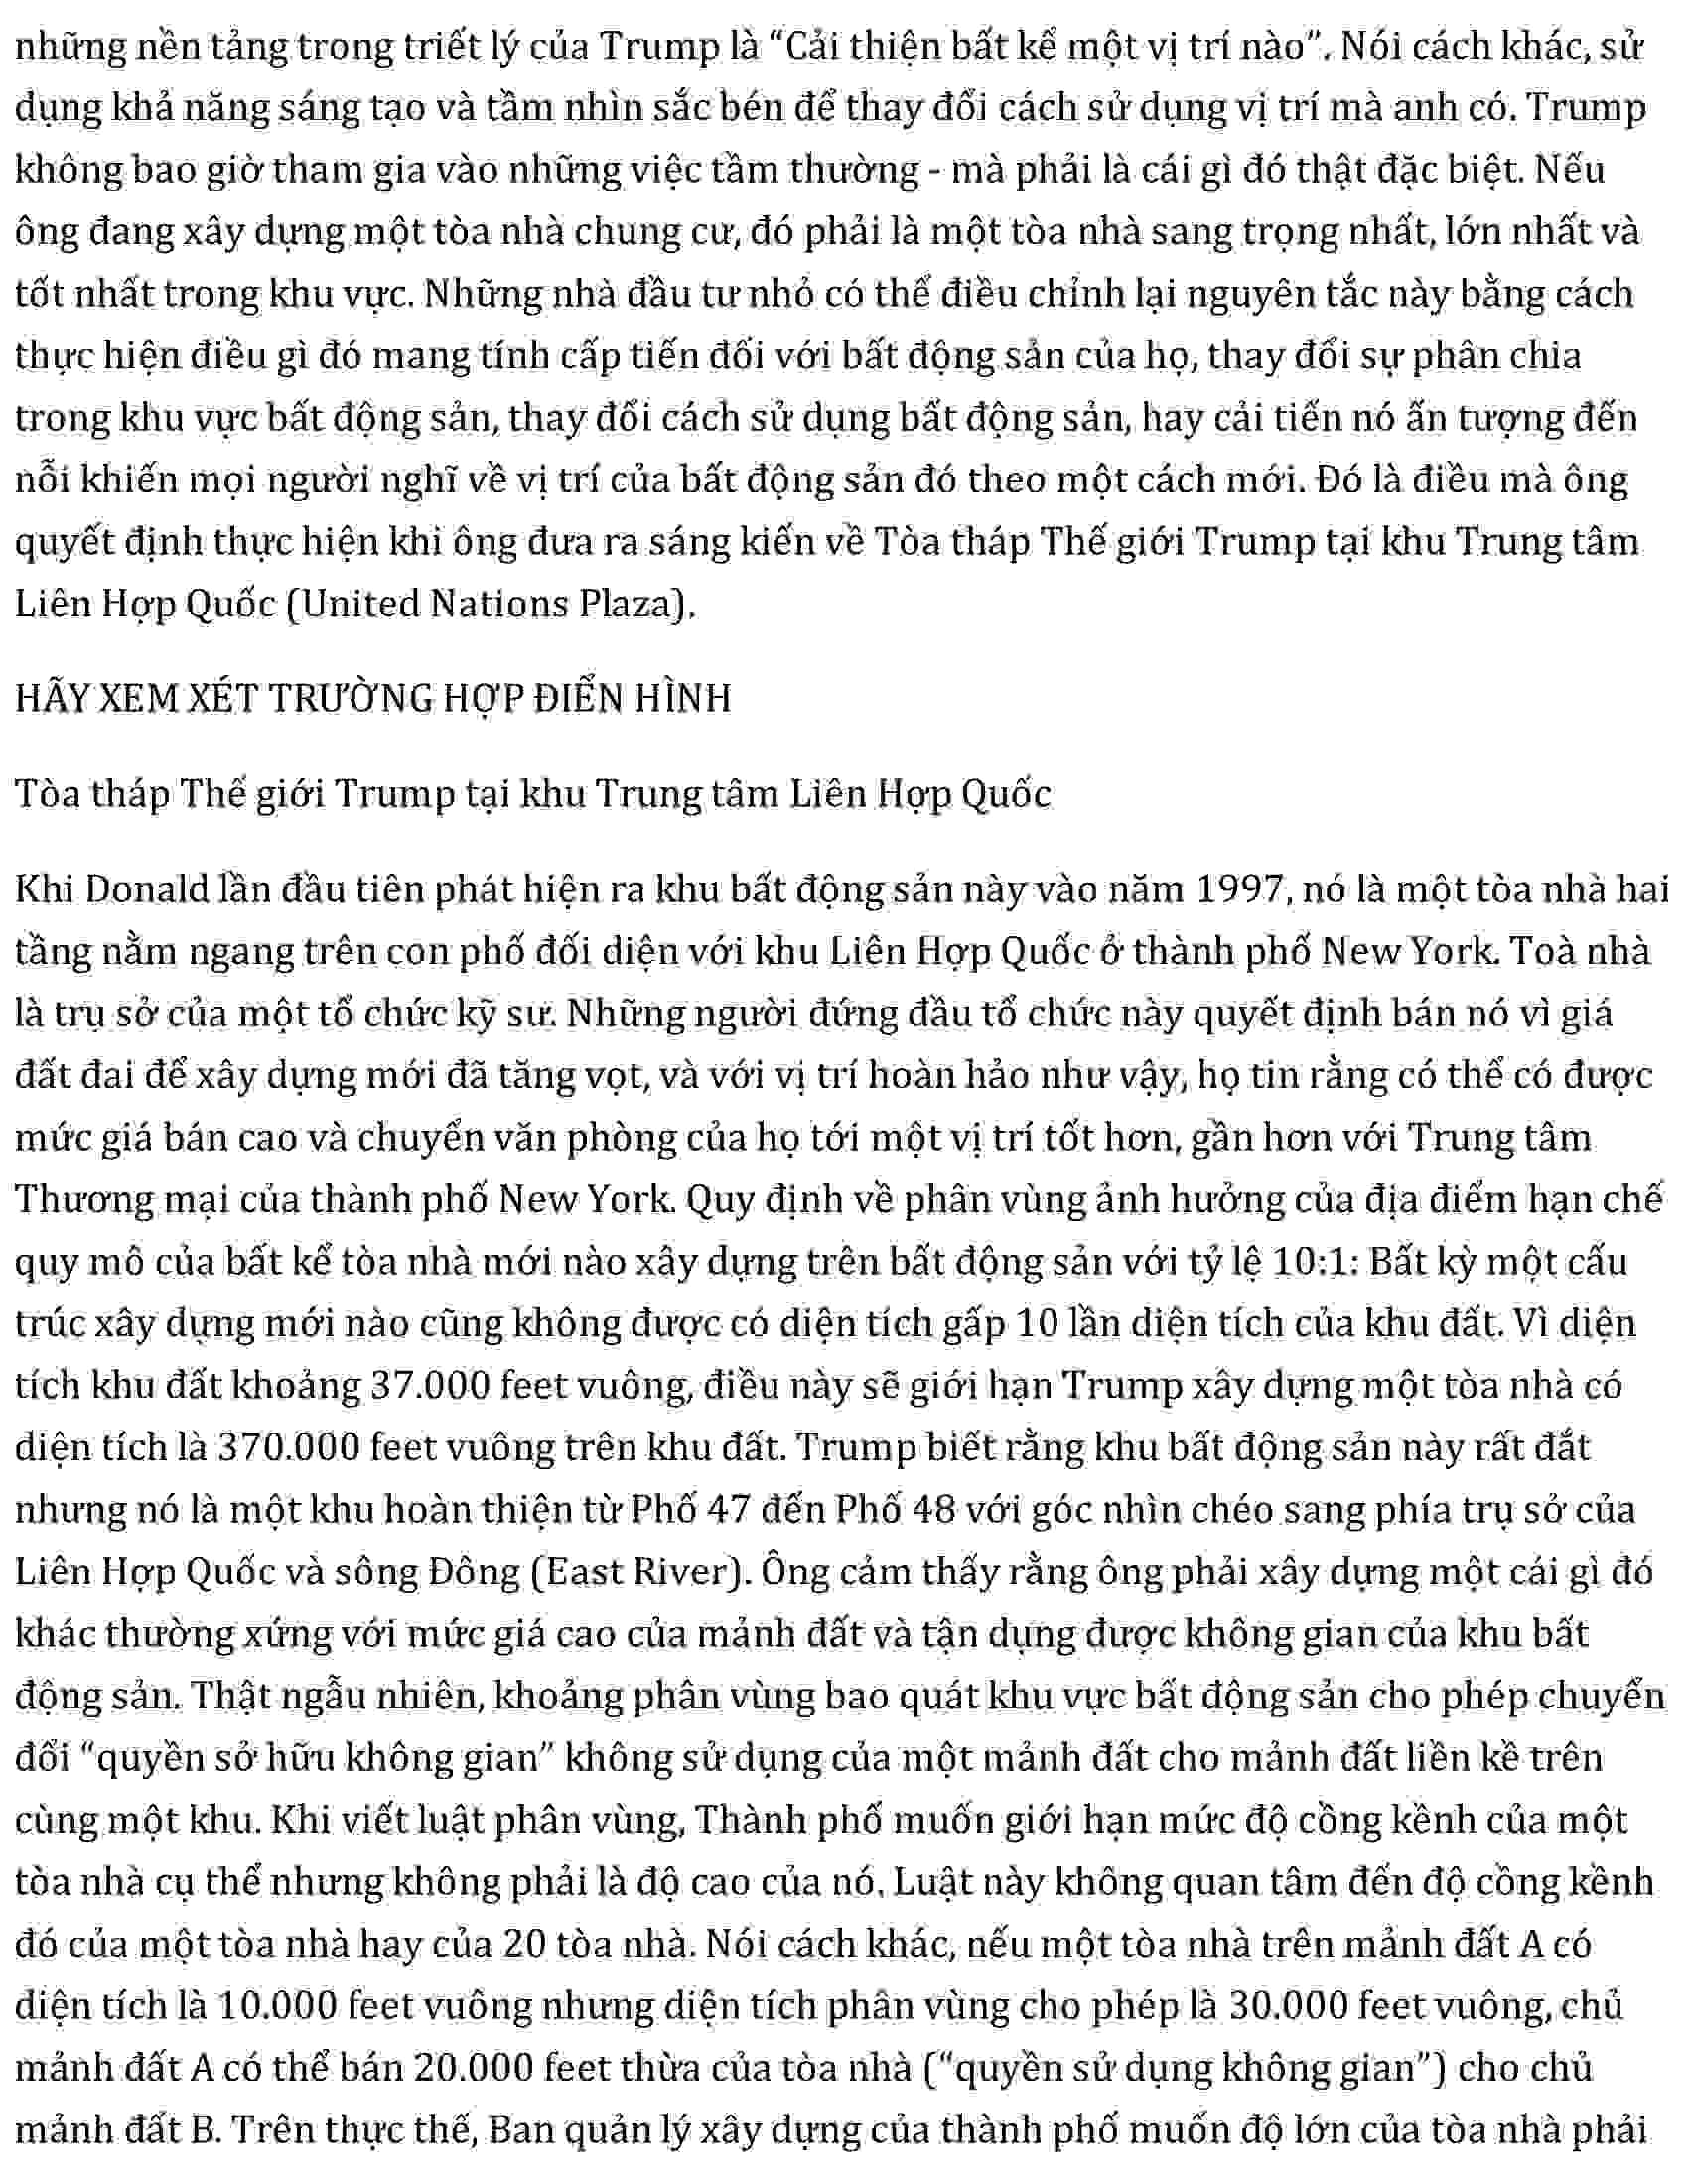 những nền tảng trong triết lý của Trump là “Cải thiện bất kể một vị trí nào”. Nói cách khác, sử
dụng khả năng sáng tạo và tầm nhìn sắc bén để thay đổi cách sử dụng vị trí mà anh có. Trump
không bao giờ tham gia vào những việc tầm thường - mà phải là cái gì đó thật đặc biệt. Nếu
ông đang xây dựng một tòa nhà chung cư, đó phải là một tòa nhà sang trọng nhất, lớn nhất và
tốt nhất trong khu vực. Những nhà đầu tư nhỏ có thể điều chỉnh lại nguyên tắc này bằng cách
thực hiện điều gì đó mang tính cấp tiến đối với bất động sản của họ, thay đổi sự phân chia
trong khu vực bất động sản, thay đổi cách sử dụng bất động sản, hay cải tiến nó ấn tượng đến
nỗi khiến mọi người nghĩ về vị trí của bất động sản đó theo một cách mới. Đó là điều mà ông
quyết định thực hiện khi ông đưa ra sáng kiến về Tòa tháp Thế giới Trump tại khu Trung tâm
Liên Hợp Quốc (United Nations Plaza).
HÃY XEM XÉT TRƯỜNG HỢP ĐIỂN HÌNH
Tòa tháp Thế giới Trump tại khu Trung tâm Liên Hợp Quốc
Khi Donald lần đầu tiên phát hiện ra khu bất động sản này vào năm 1997, nó là một tòa nhà hai
tầng nằm ngang trên con phố đối diện với khu Liên Hợp Quốc ở thành phố New York. Toà nhà
là trụ sở của một tổ chức kỹ sư. Những người đứng đầu tổ chức này quyết định bán nó vì giá
đất đai để xây dựng mới đã tăng vọt, và với vị trí hoàn hảo như vậy, họ tin rằng có thể có được
mức giá bán cao và chuyển văn phòng của họ tới một vị trí tốt hơn, gần hơn với Trung tâm
Thương mại của thành phố New York. Quy định về phân vùng ảnh hưởng của địa điểm hạn chế
quy mô của bất kể tòa nhà mới nào xây dựng trên bất động sản với tỷ lệ 10:1: Bất kỳ một cấu
trúc xây dựng mới nào cũng không được có diện tích gấp 10 lần diện tích của khu đất. Vì diện
tích khu đất khoảng 37.000 feet vuông, điều này sẽ giới hạn Trump xây dựng một tòa nhà có
diện tích là 370.000 feet vuông trên khu đất. Trump biết rằng khu bất động sản này rất đắt
nhưng nó là một khu hoàn thiện từ Phố 47 đến Phố 48 với góc nhìn chéo sang phía trụ sở của
Liên Hợp Quốc và sông Đông (East River). Ông cảm thấy rằng ông phải xây dựng một cái gì đó
khác thường xứng với mức giá cao của mảnh đất và tận dụng được không gian của khu bất
động sản. Thật ngẫu nhiên, khoảng phân vùng bao quát khu vực bất động sản cho phép chuyển
đổi “quyền sở hữu không gian” không sử dụng của một mảnh đất cho mảnh đất liền kề trên
cùng một khu. Khi viết luật phân vùng, Thành phố muốn giới hạn mức độ cồng kềnh của một
tòa nhà cụ thể nhưng không phải là độ cao của nó. Luật này không quan tâm đến độ cồng kềnh
đó của một tòa nhà hay của 20 tòa nhà. Nói cách khác, nếu một tòa nhà trên mảnh đất A có
diện tích là 10.000 feet vuông nhưng diện tích phân vùng cho phép là 30.000 feet vuông, chủ
mảnh đất A có thể bán 20.000 feet thừa của tòa nhà (“quyền sử dụng không gian”) cho chủ
mảnh đất B. Trên thực thế, Ban quản lý xây dựng của thành phố muốn độ lớn của tòa nhà phải